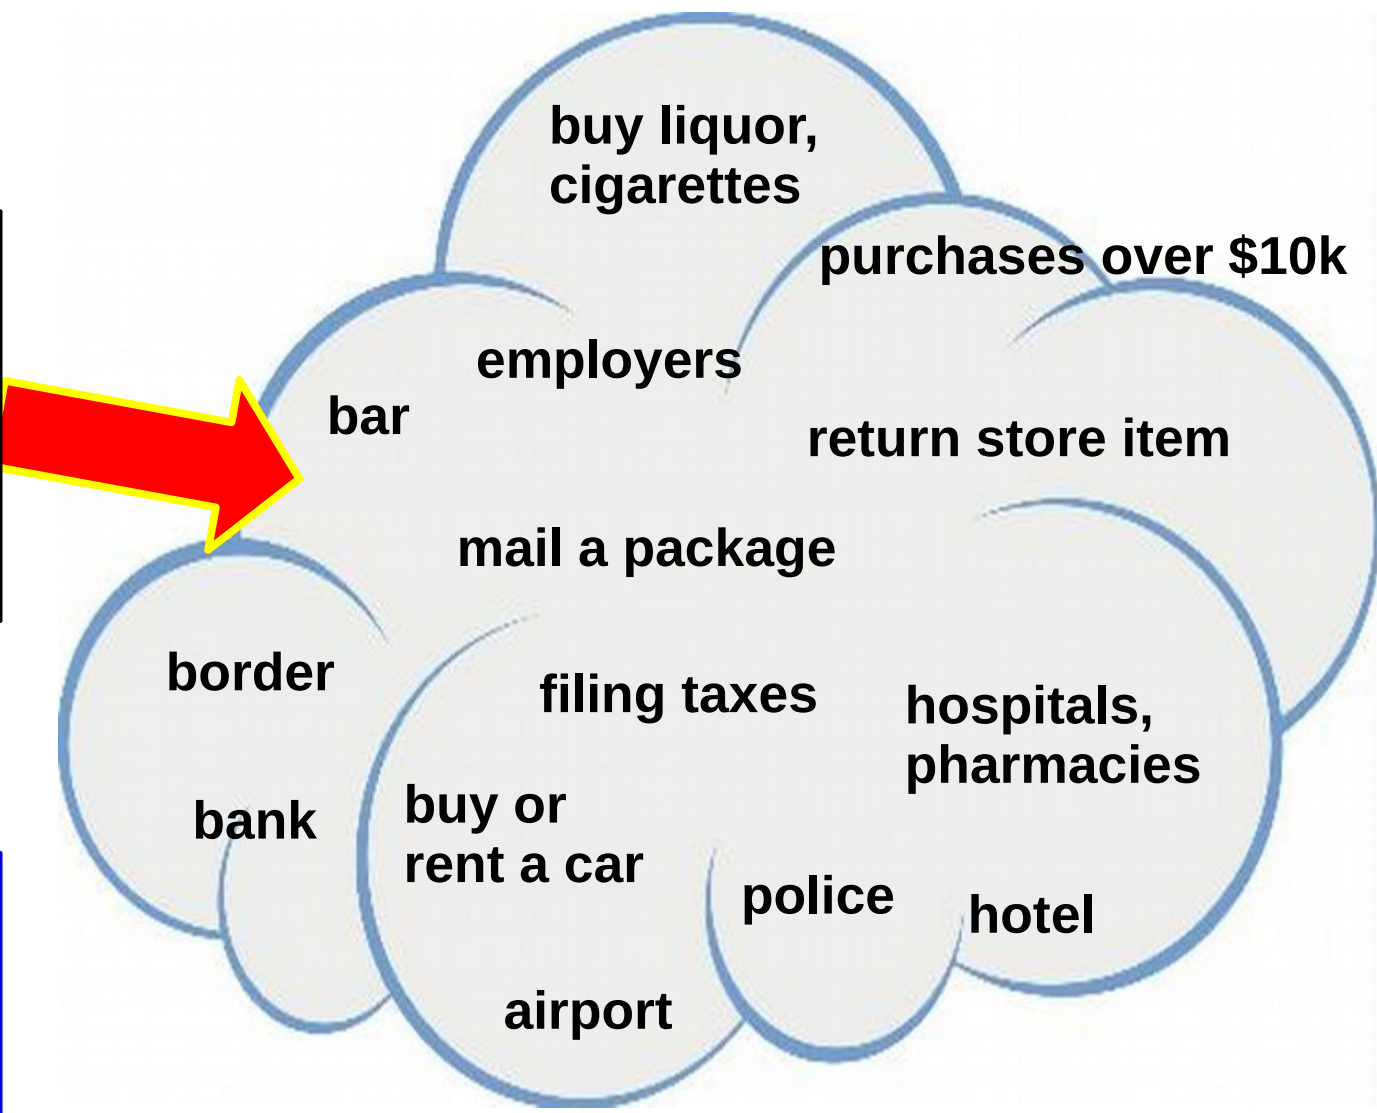 buy liquor,
cigarettes
purchases over $10k
employers
bar
return store item
mail a package
border
filing taxes
hospitals,
pharmacies
bank
buy or
rent a car
police
hotel
airport